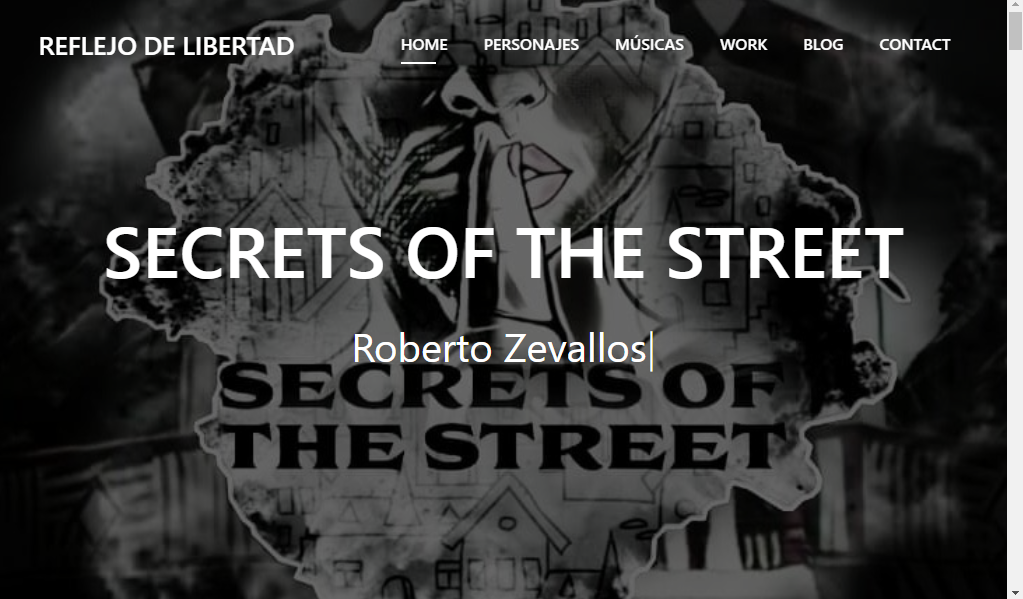 REFLEJO DE LIBERTAD
HOME PERSONAJES MÚSICAS WORK BLOG CONTACT
SECRETS OF THE STREET
Roberto Zevallos
SECRETS OF
THE STREET